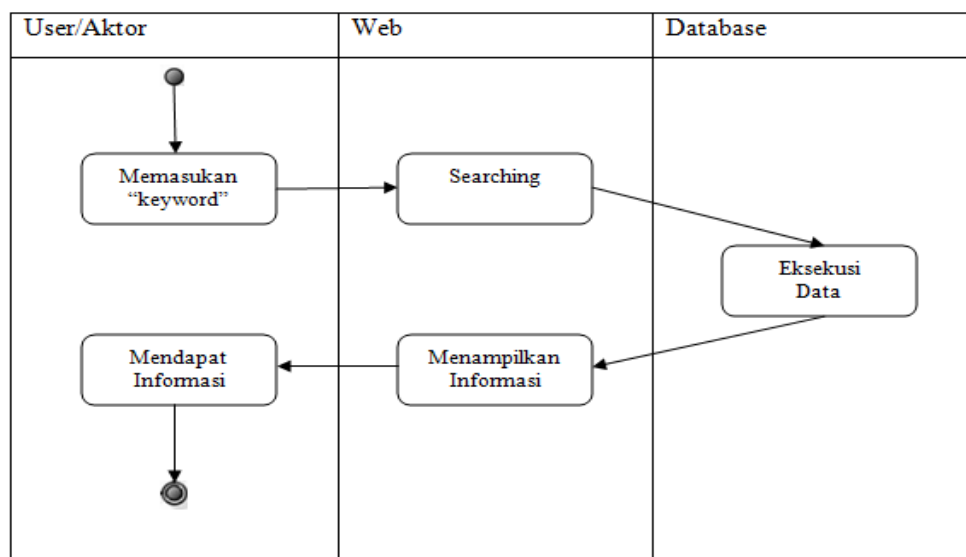 User/Aktor
Web
Database
Memasukan
“keyword”
Searching
Eksekusi
Data
Mendapat
Informasi
Menampilkan
Informasi